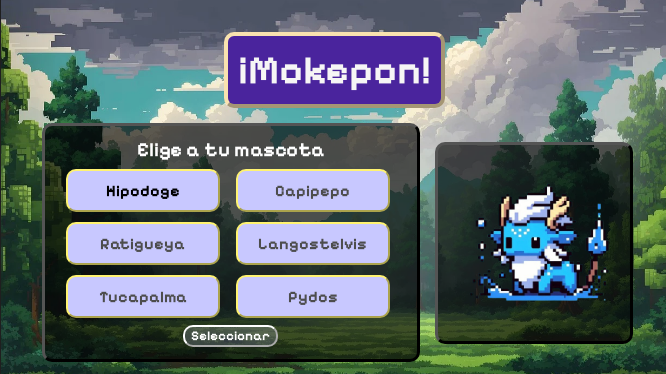 ¡Mokepon!
Elige a tu mascota
Hipodoge
Capipepo
Ratigueya
Langostelvis
Tucapalma
Pydos
Seleccionar